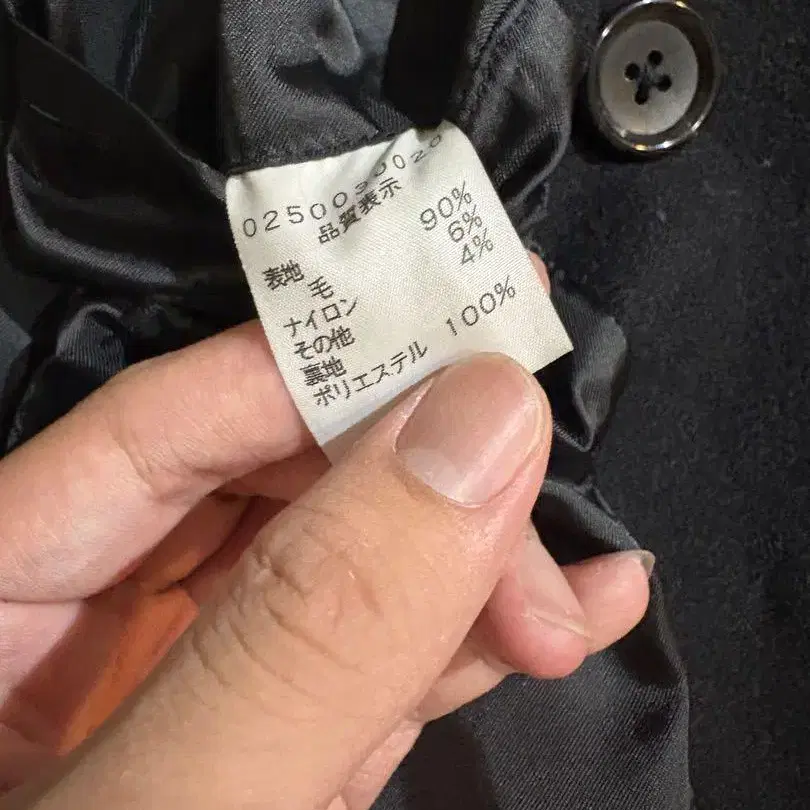 0250093020
品質表示
表地
毛 90%
ナイロン 6%
その他 4%
裏地
ポリエステル 100%